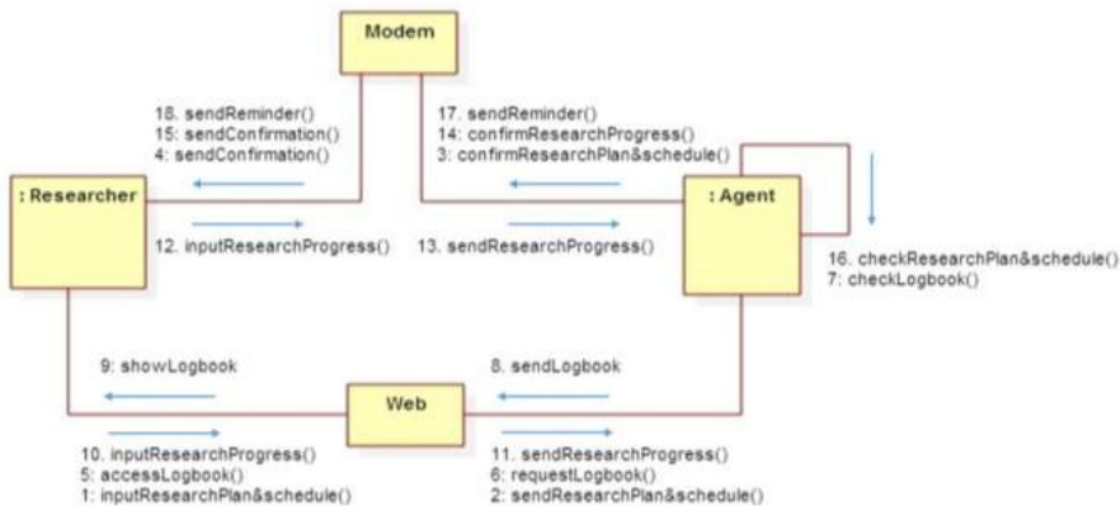 Modem
18. sendReminder()
15: sendConfirmation()
4: sendConfirmation()
17. sendReminder()
14: confirmResearchProgress()
3: confirmResearchPlan&schedule()
: Researcher
: Agent
12. inputResearchProgress()
13. sendResearchProgress()
16. checkResearchPlan&schedule()
7: checkLogbook()
9: showLogbook
8. sendLogbook
Web
10. inputResearchProgress()
5: accessLogbook()
1: inputResearchPlan&schedule()
11. sendResearchProgress()
6: requestLogbook()
2: sendResearchPlan&schedule()